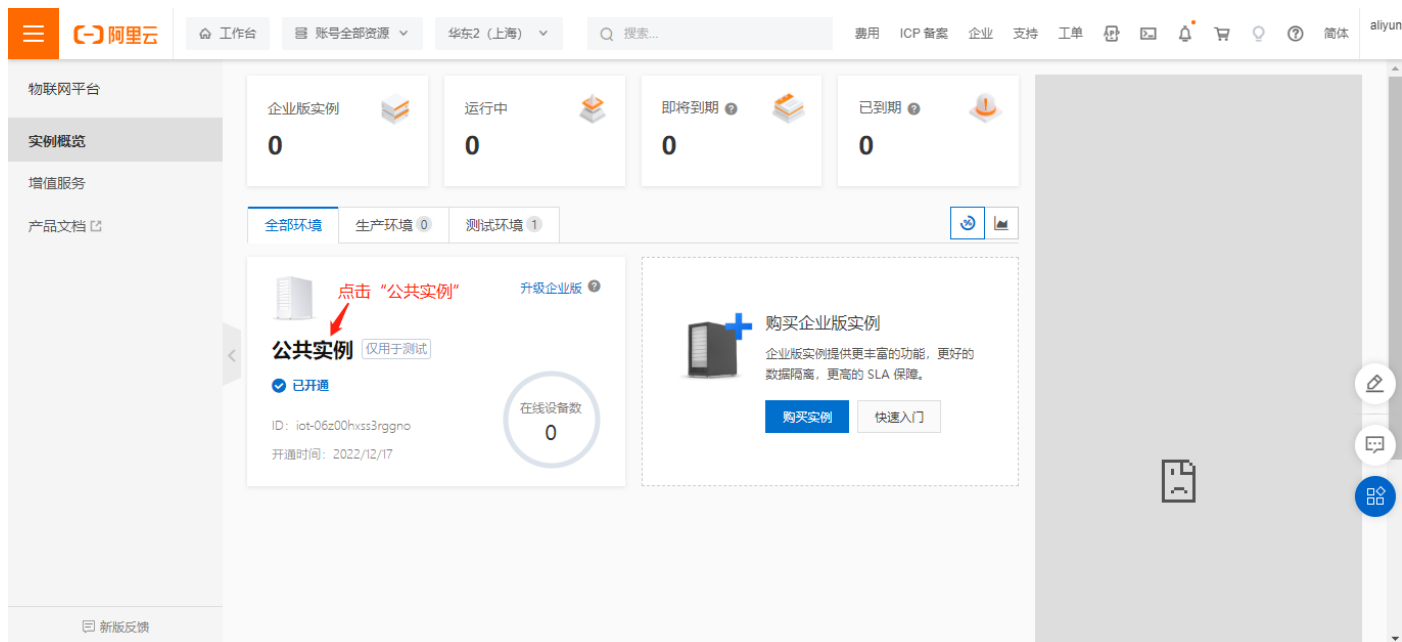 阿里云
工作台
账号全部资源
华东2（上海）
搜索...
费用
ICP 备案
企业
支持
工单
简体
aliyun
物联网平台
实例概览
增值服务
产品文档
新版反馈
企业版实例
0
运行中
0
即将到期
0
已到期
0
全部环境
生产环境 0
测试环境 1
点击“公共实例”
升级企业版
公共实例
仅用于测试
已开通
ID：iot-06z00hxss3rggno
开通时间：2022/12/17
在线设备数
0
购买企业版实例
企业版实例提供更丰富的功能，更好的
数据隔离，更高的 SLA 保障。
购买实例
快速入门